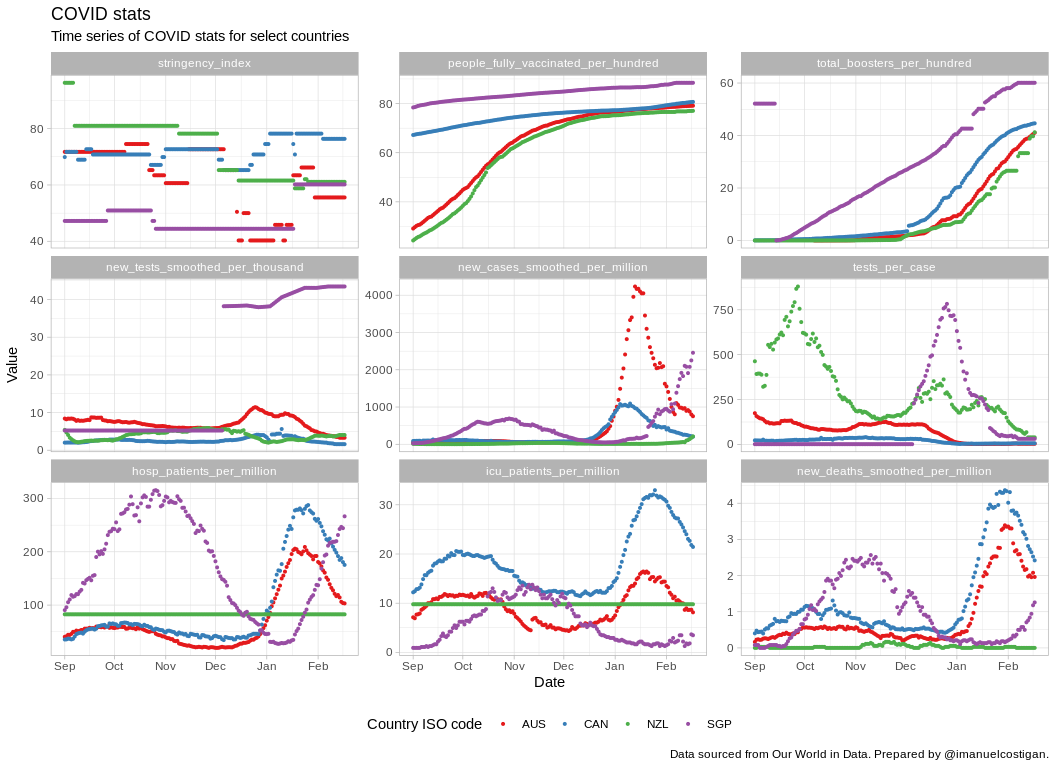 COVID stats
Time series of COVID stats for select countries
stringency_index
people_fully_vaccinated_per_hundred
total_boosters_per_hundred
80
60
40
80
60
40
60
40
20
0
new_tests_smoothed_per_thousand
new_cases_smoothed_per_million
tests_per_case
40
30
20
10
0
4000
3000
2000
1000
0
750
500
250
0
Value
hosp_patients_per_million
icu_patients_per_million
new_deaths_smoothed_per_million
300
200
100
30
20
10
0
4
3
2
1
0
Sep Oct Nov Dec Jan Feb
Sep Oct Nov Dec Jan Feb
Sep Oct Nov Dec Jan Feb
Date
Country ISO code AUS CAN NZL SGP
Data sourced from Our World in Data. Prepared by @imanuelcostigan.